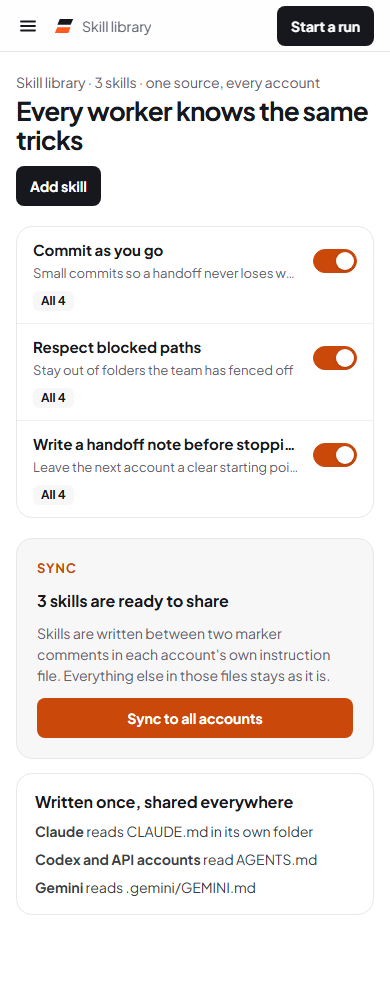 Skill library
Start a run
Skill library · 3 skills · one source, every account
Every worker knows the same
tricks
Add skill
Commit as you go
Small commits so a handoff never loses w...
All 4
Respect blocked paths
Stay out of folders the team has fenced off
All 4
Write a handoff note before stoppi...
Leave the next account a clear starting poi...
All 4
SYNC
3 skills are ready to share
Skills are written between two marker
comments in each account's own instruction
file. Everything else in those files stays as it is.
Sync to all accounts
Written once, shared everywhere
Claude reads CLAUDE.md in its own folder
Codex and API accounts read AGENTS.md
Gemini reads .gemini/GEMINI.md